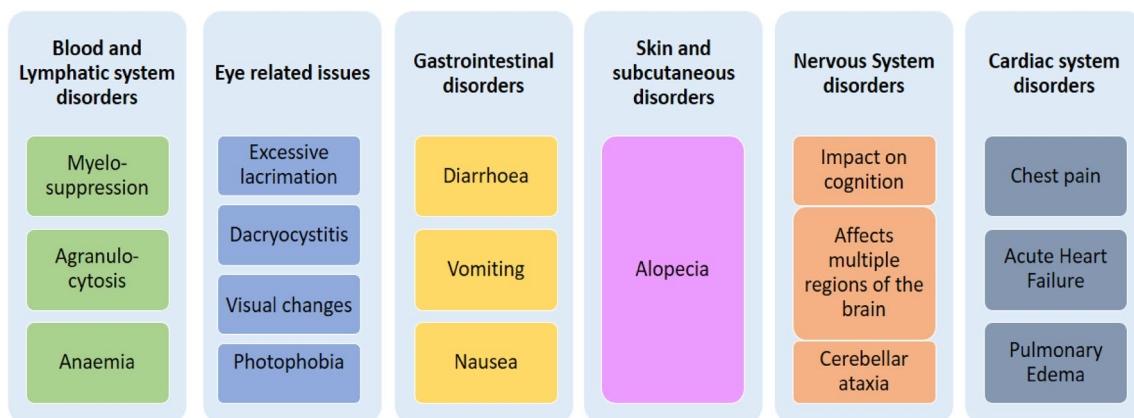 Blood and
Lymphatic system
disorders
Myelo-
suppression
Agranulo-
cytosis
Anaemia
Eye related issues
Excessive
lacrimation
Dacryocystitis
Visual changes
Photophobia
Gastrointestinal
disorders
Diarrhoea
Vomiting
Nausea
Skin and
subcutaneous
disorders
Alopecia
Nervous System
disorders
Impact on
cognition
Affects
multiple
regions of the
brain
Cerebellar
ataxia
Cardiac system
disorders
Chest pain
Acute Heart
Failure
Pulmonary
Edema